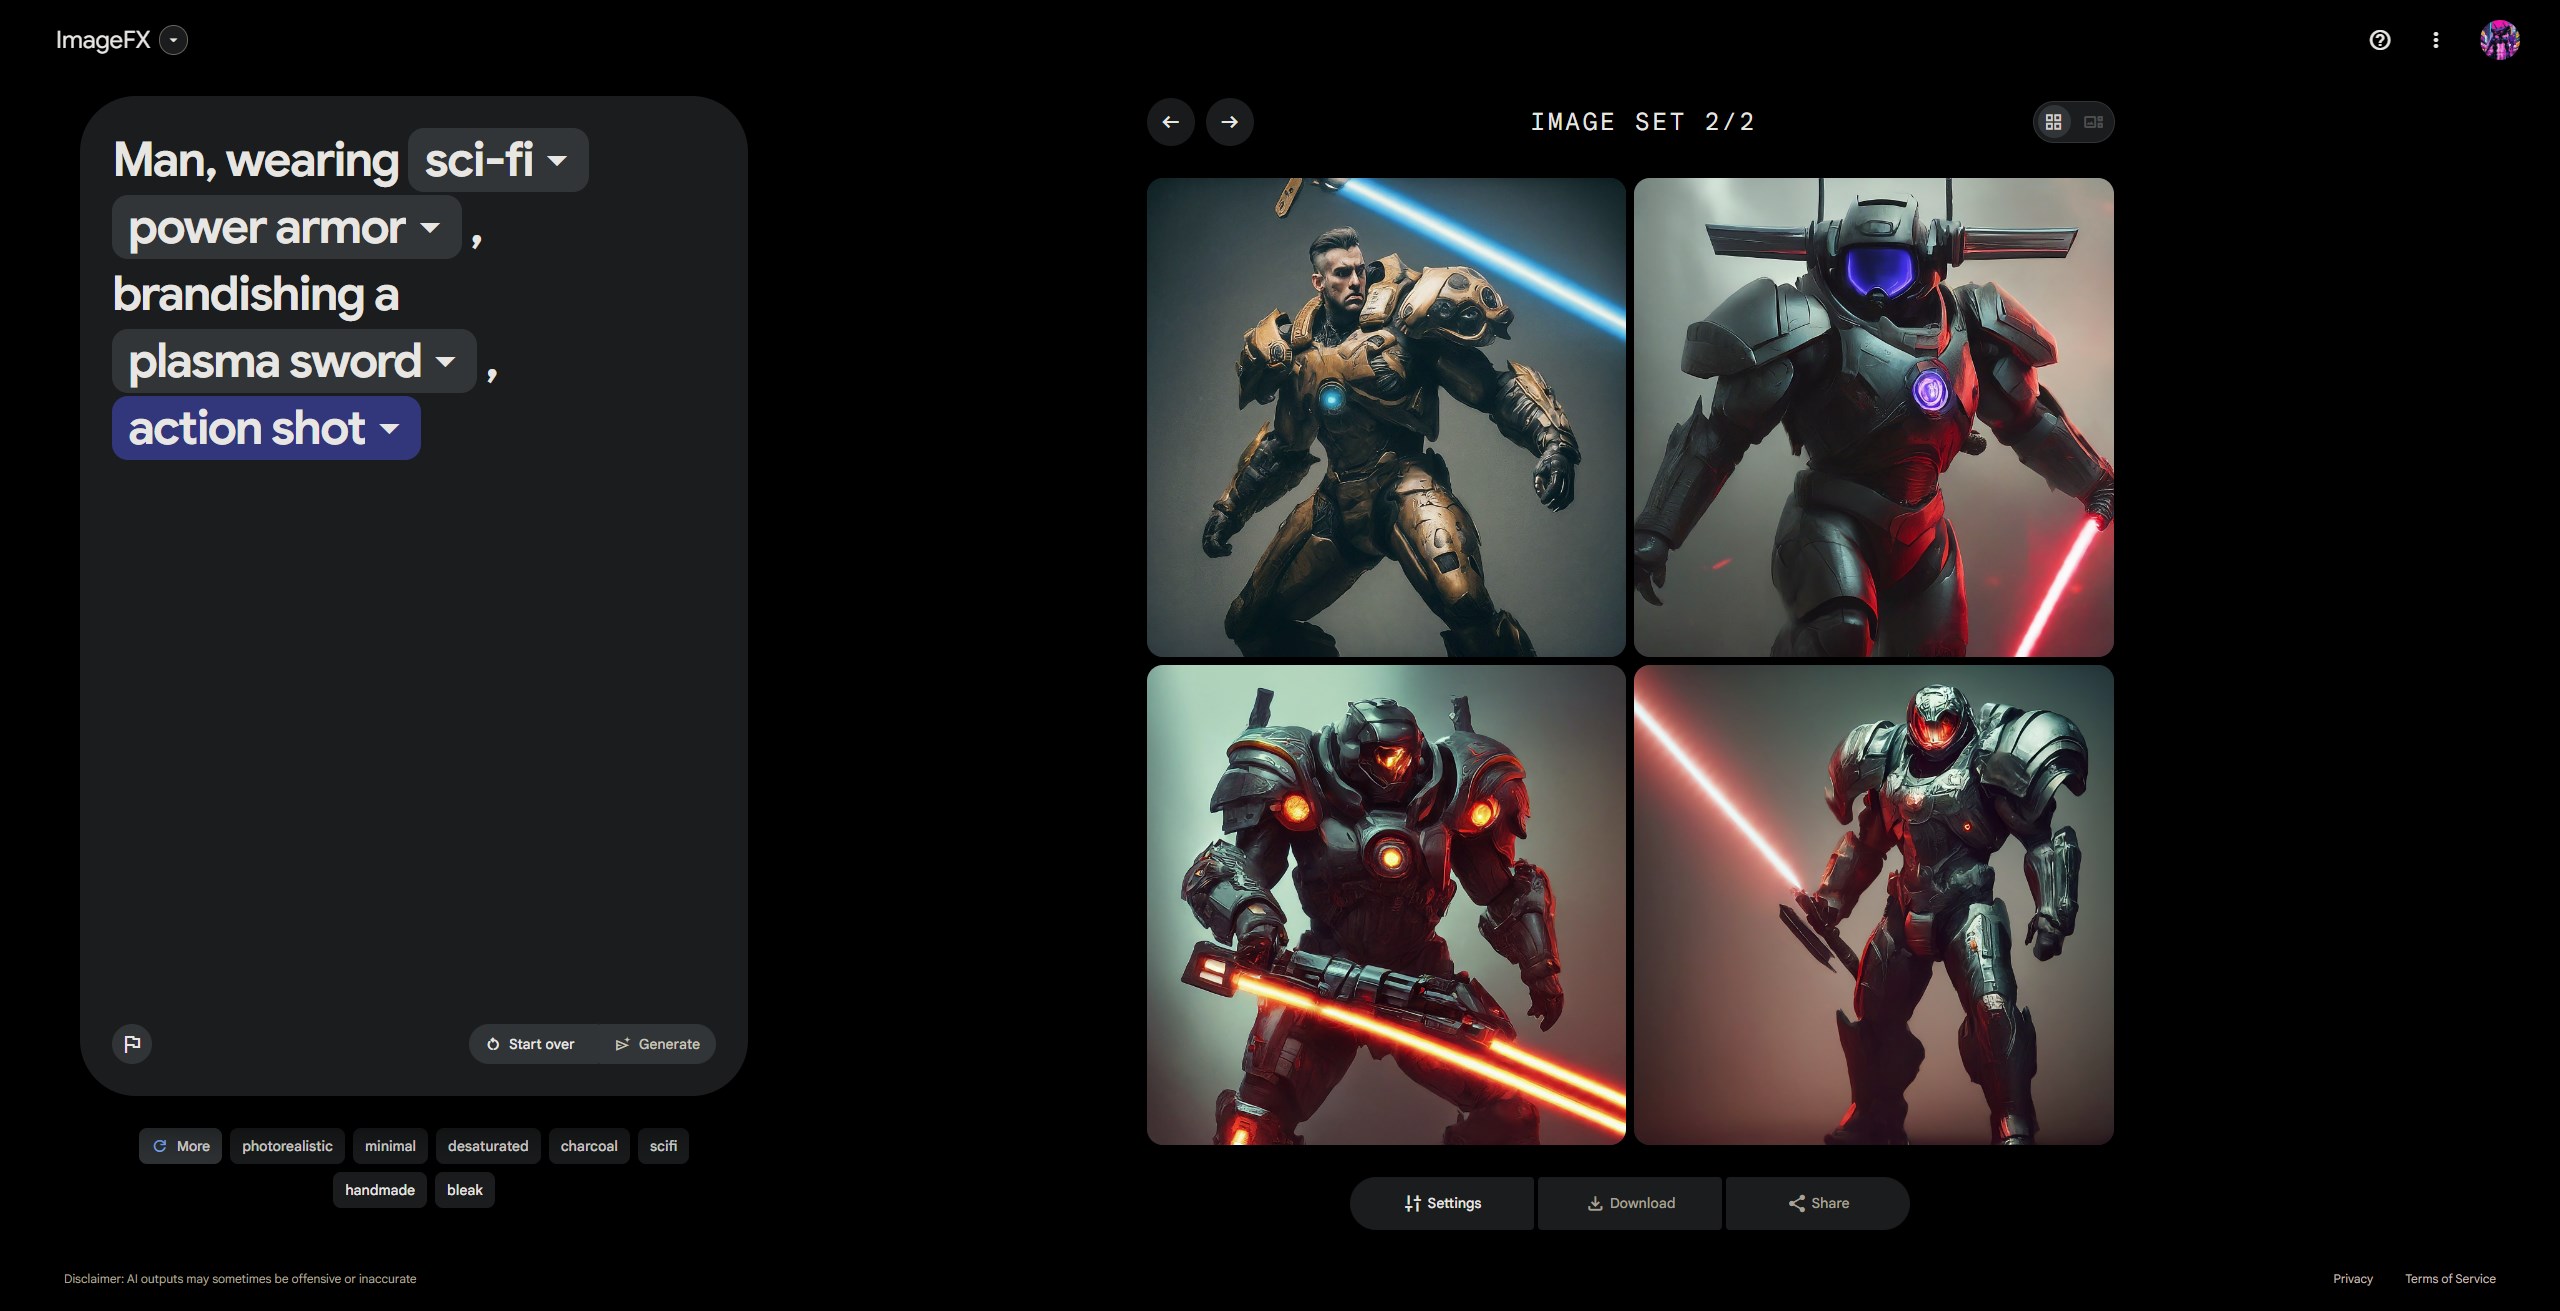 ImageFX
Man, wearing sci-fi
power armor ,
brandishing a
plasma sword ,
action shot
Start over Generate
More photorealistic minimal desaturated charcoal scifi
handmade bleak
IMAGE SET 2/2
Settings Download Share
Disclaimer: AI outputs may sometimes be offensive or inaccurate
Privacy Terms of Service